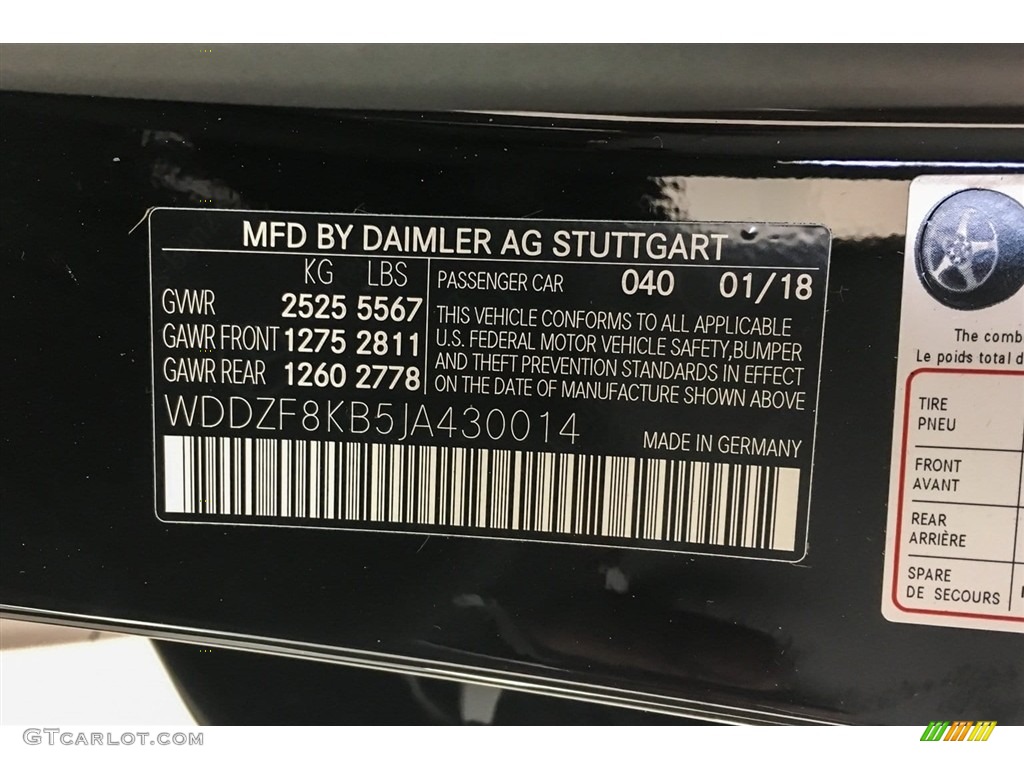 MFD BY DAIMLER AG STUTTGART
KG LBS
GVWR 2525 5567
GAWR FRONT 1275 2811
GAWR REAR 1260 2778
PASSENGER CAR 040 01/18
THIS VEHICLE CONFORMS TO ALL APPLICABLE
U.S. FEDERAL MOTOR VEHICLE SAFETY,BUMPER
AND THEFT PREVENTION STANDARDS IN EFFECT
ON THE DATE OF MANUFACTURE SHOWN ABOVE
WDDZF8KB5JA430014
MADE IN GERMANY
The comb
Le poids total d
TIRE
PNEU
FRONT
AVANT
REAR
ARRIÈRE
SPARE
DE SECOURS
GTCarlot.com